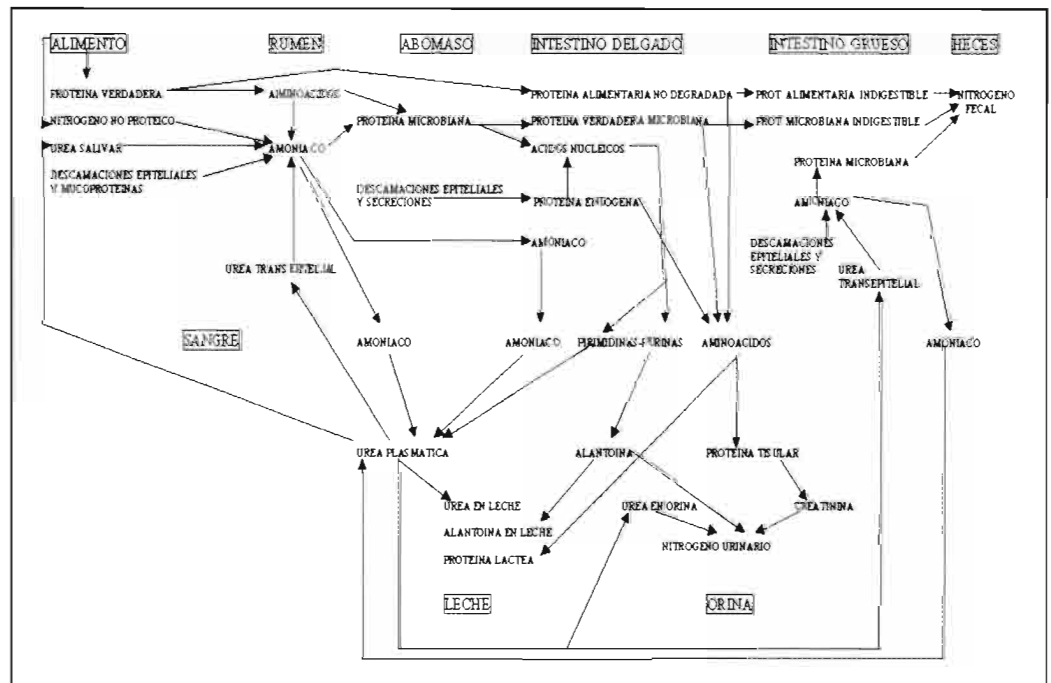 ALIMENTO RUMEN ABOMASO INTESTINO DELGADO INTESTINO GRUESO HECES
PROTEINA VERDADERA AMINOACIDOS PROTEINA ALIMENTARIA NO DEGRADADA PROT ALIMENTARIA INDIGESTIBLE NITROGENO
FECAL
NITROGENO NO PROTEICO PROTEINA MICROBIANA PROTEINA VERDADERA MICROBIANA PROT MICROBIANA INDIGESTIBLE
UREA SALIVAR AMONIACO ACIDOS NUCLEICOS
PROTEINA MICROBIANA
DESCAMACIONES EPITELIALES
Y MUCOPROTEINAS
DESCAMACIONES EPITELIALES
Y SECRECIONES
PROTEINA ENDOGENA AMONIACO
AMONIACO
DESCAMACIONES
EPITELIALES Y
SECRECIONES
UREA TRANSEPITELIAL
UREA
TRANSEPITELIAL
SANGRE AMONIACO AMONIACO PIRIMIDINAS-PURINAS AMINOACIDOS AMONIACO
UREA PLASMATICA ALANTOINA PROTEINA TISULAR
UREA EN LECHE UREA EN ORINA CREATININA
ALANTOINA EN LECHE
NITROGENO URINARIO
PROTEINA LACTEA
LECHE ORINA